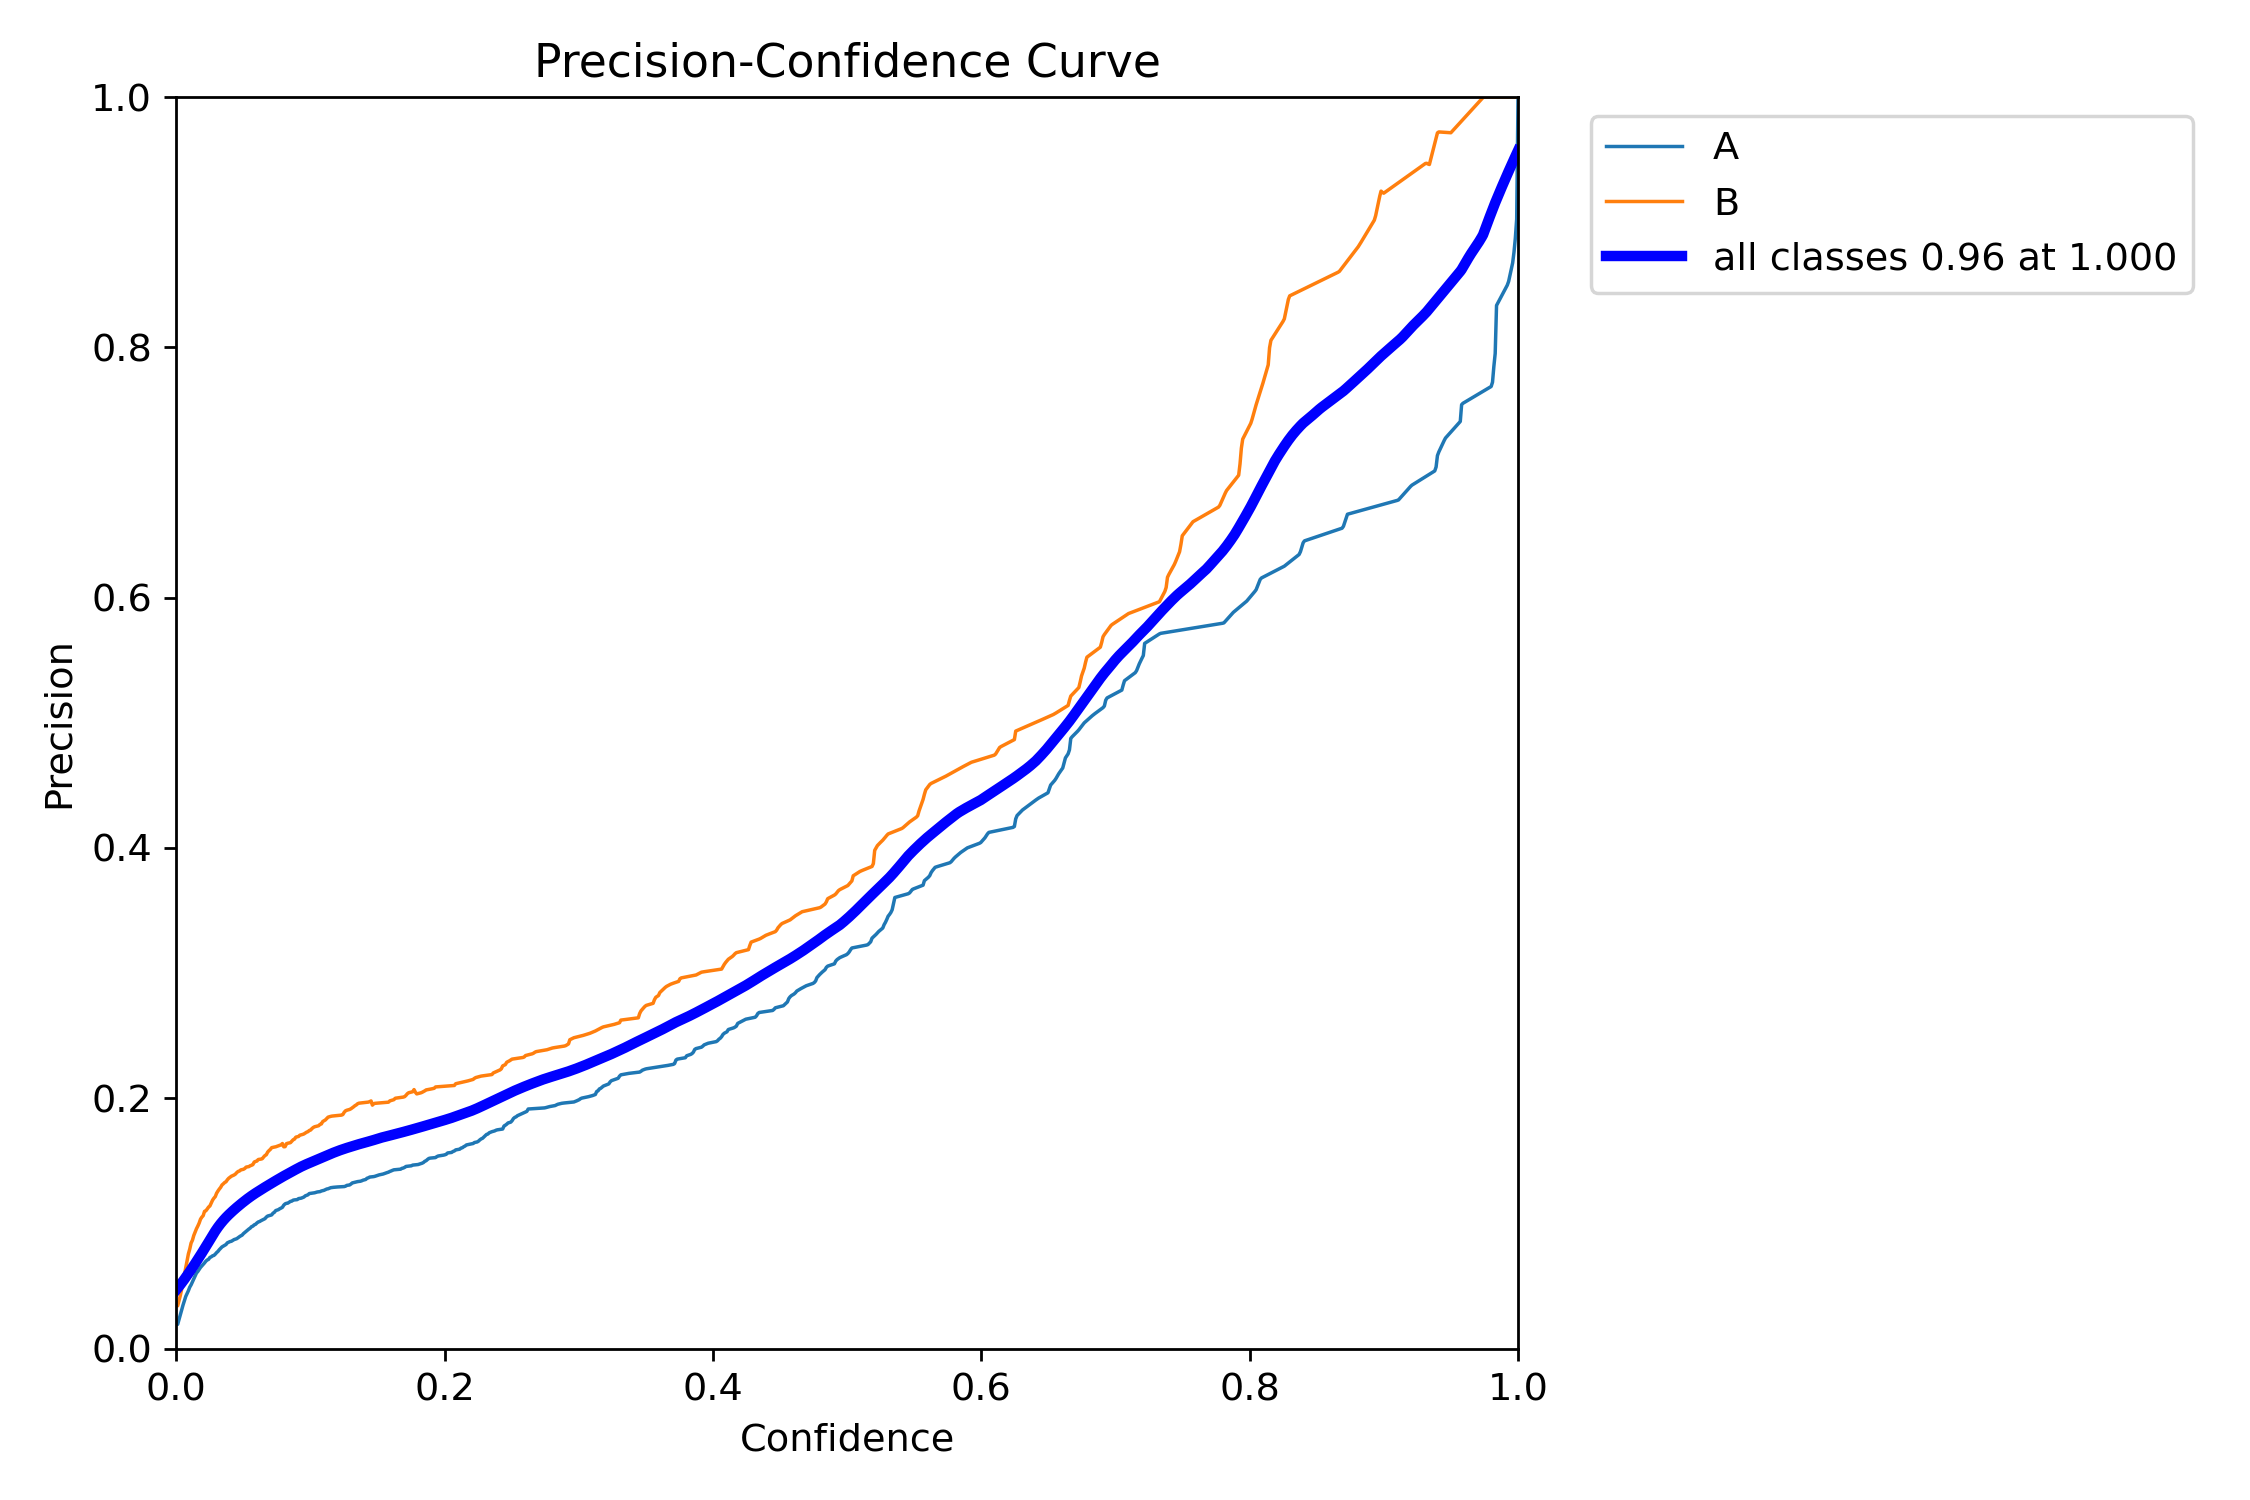 Precision-Confidence Curve
1.0
0.8
0.6
0.4
0.2
0.0
Precision
0.0 0.2 0.4 0.6 0.8 1.0
Confidence
A
B
all classes 0.96 at 1.000